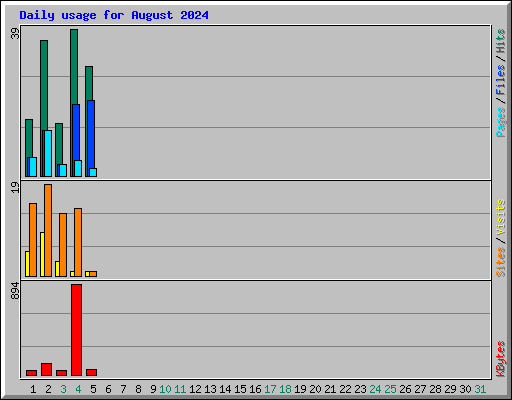 Daily usage for August 2024
39
Pages / Files / Hits
19
Sites / Visits
894
KBytes
1 2 3 4 5 6 7 8 9 10 11 12 13 14 15 16 17 18 19 20 21 22 23 24 25 26 27 28 29 30 31